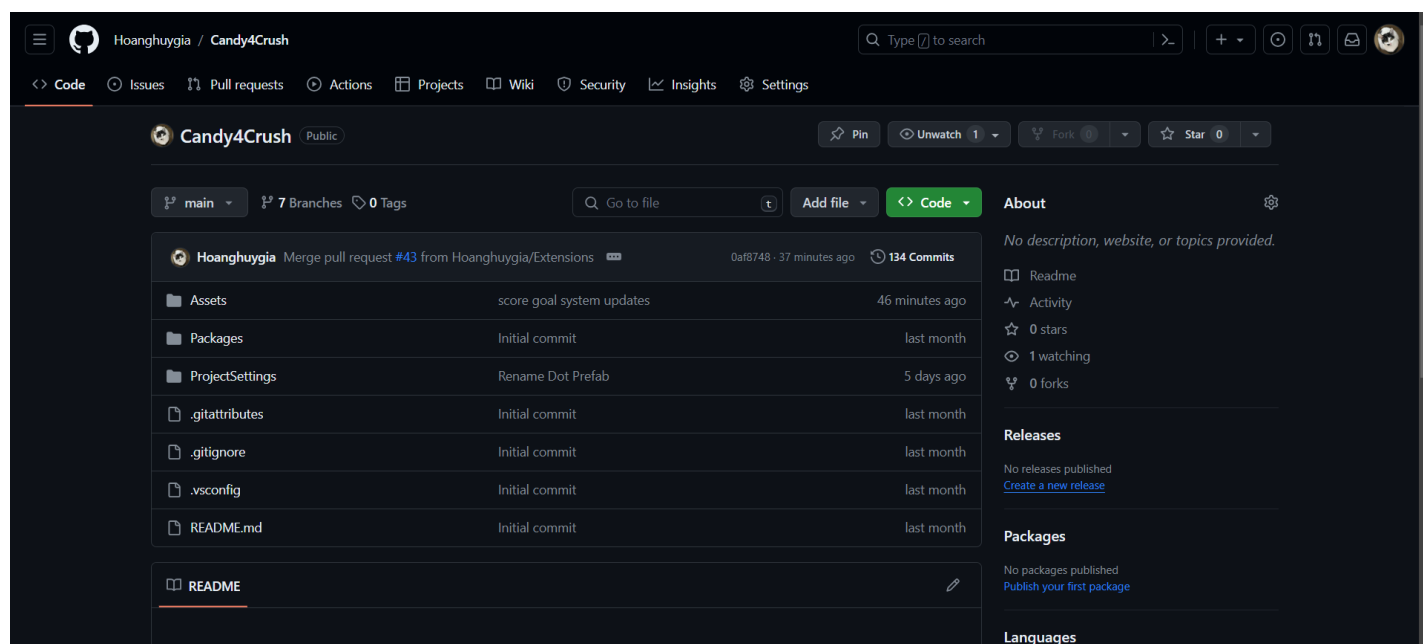 Hoanghuygia / Candy4Crush
Type / to search
Code Issues Pull requests Actions Projects Wiki Security Insights Settings
Candy4Crush Public
Pin Unwatch 1 Fork 0 Star 0
main 7 Branches 0 Tags Go to file t Add file Code
Hoanghuygia Merge pull request #43 from Hoanghuygia/Extensions 0af8748 · 37 minutes ago 134 Commits
Assets score goal system updates 46 minutes ago
Packages Initial commit last month
ProjectSettings Rename Dot Prefab 5 days ago
.gitattributes Initial commit last month
.gitignore Initial commit last month
.vsconfig Initial commit last month
README.md Initial commit last month
README
About
No description, website, or topics provided.
Readme
Activity
0 stars
1 watching
0 forks
Releases
No releases published
Create a new release
Packages
No packages published
Publish your first package
Languages